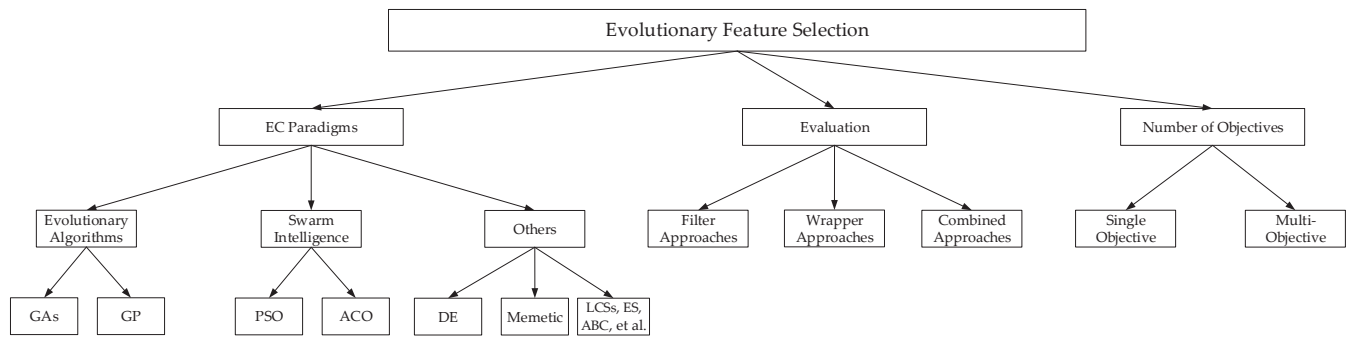 Evolutionary Feature Selection
EC Paradigms
Evaluation
Number of Objectives
Evolutionary
Algorithms
Swarm
Intelligence
Others
Filter
Approaches
Wrapper
Approaches
Combined
Approaches
Single
Objective
Multi-
Objective
GAs
GP
PSO
ACO
DE
Memetic
LCSs, ES,
ABC, et al.